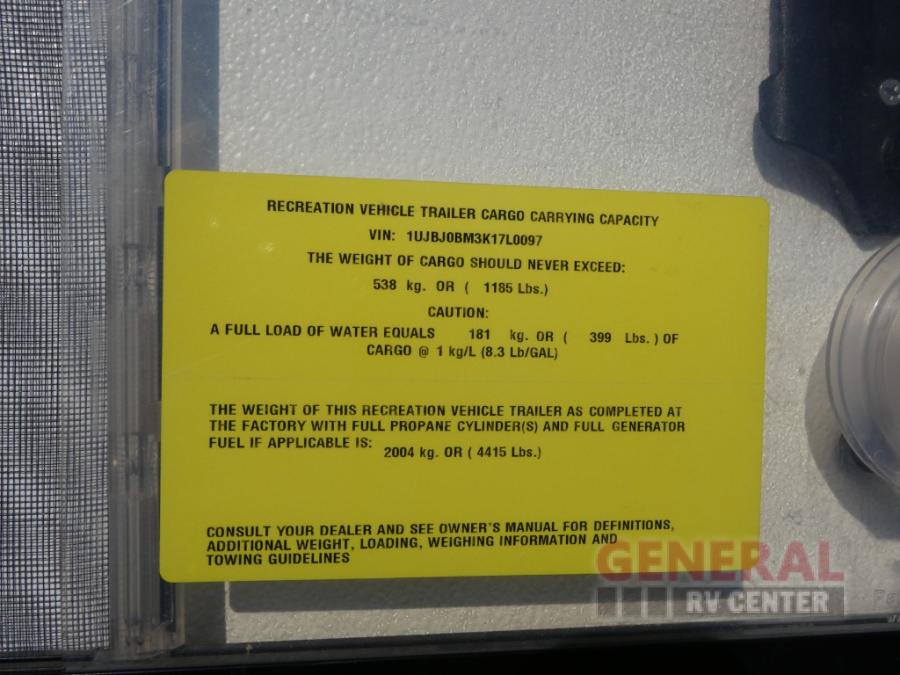 RECREATION VEHICLE TRAILER CARGO CARRYING CAPACITY
VIN: 1UJBJ0BM3K17L0097
THE WEIGHT OF CARGO SHOULD NEVER EXCEED:
538 kg. OR ( 1185 Lbs.)
CAUTION:
A FULL LOAD OF WATER EQUALS 181 kg. OR ( 399 Lbs. ) OF
CARGO @ 1 kg/L (8.3 Lb/GAL)
THE WEIGHT OF THIS RECREATION VEHICLE TRAILER AS COMPLETED AT
THE FACTORY WITH FULL PROPANE CYLINDER(S) AND FULL GENERATOR
FUEL IF APPLICABLE IS: 2004 kg. OR ( 4415 Lbs.)
CONSULT YOUR DEALER AND SEE OWNER'S MANUAL FOR DEFINITIONS,
ADDITIONAL WEIGHT, LOADING, WEIGHING INFORMATION AND
TOWING GUIDELINES
GENERAL
RV CENTER